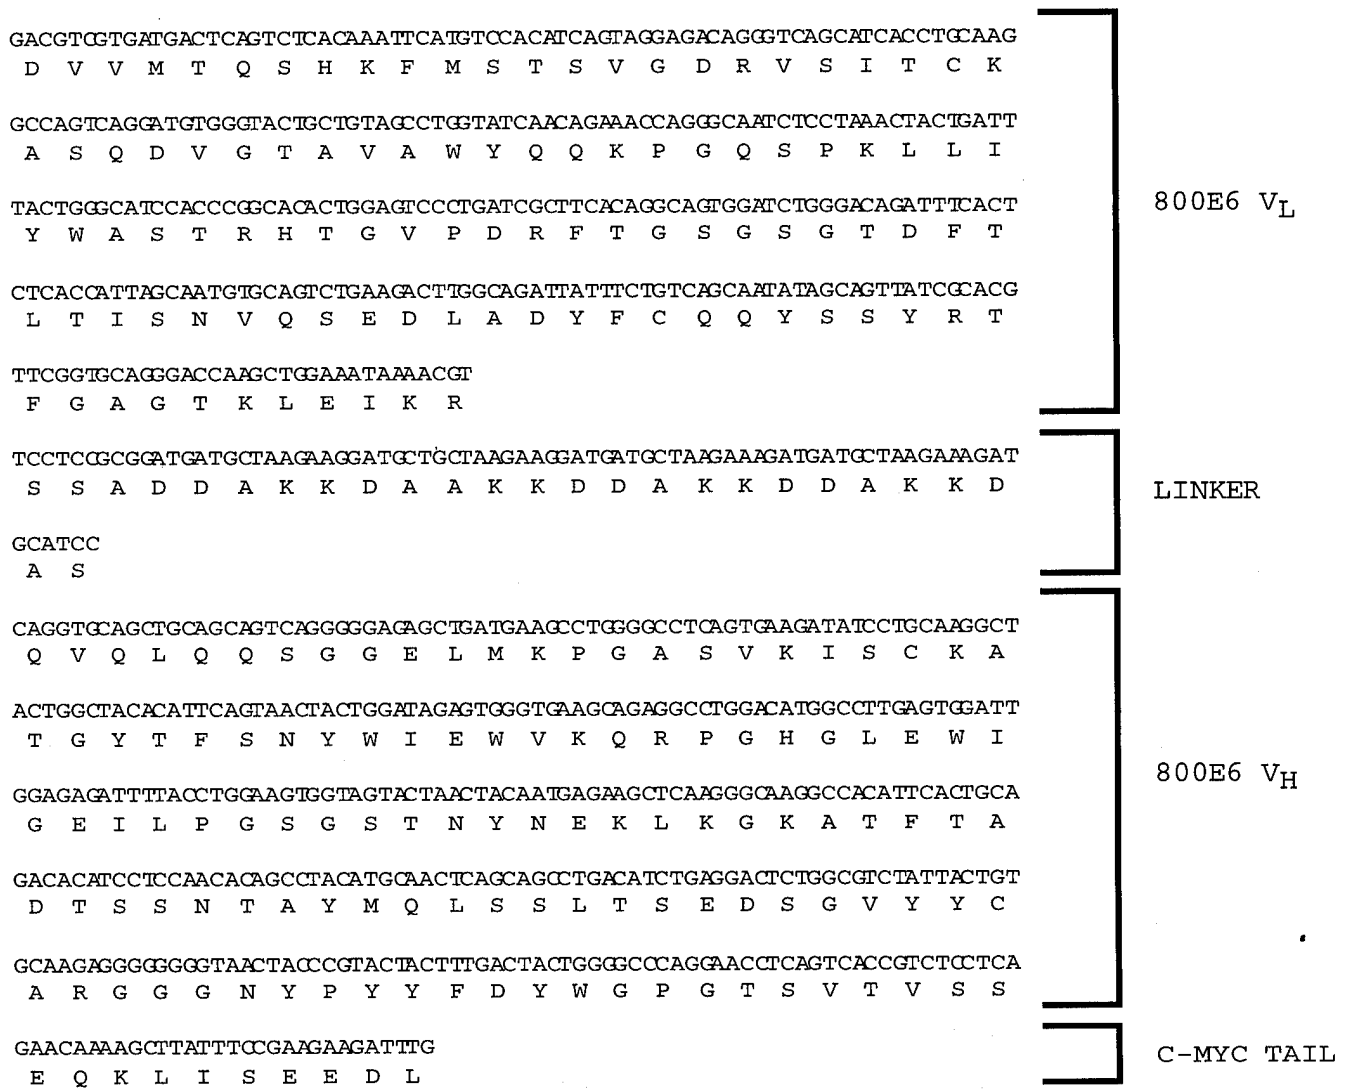 GACGTCGTGATGACTCAGTCTCACAAATTCATGTCCACATCAGTAGGAGACAGGGTCAGCATCACCTGCAAG
D V V M T Q S H K F M S T S V G D R V S I T C K
GCCAGTCAGGATGTGGGTACTGCTGTAGCCTGGTATCAACAGAAACCAGGGCAATCTCCTAAACTACTGATT
A S Q D V G T A V A W Y Q Q K P G Q S P K L L I
TACTGGGCATCCACCCGGCACACTGGAGTCCCTGATCGCTTCACAGGCAGTGGATCTGGGACAGATTTCACT
Y W A S T R H T G V P D R F T G S G S G T D F T
CTCACCATTAGCAATGTGCAGTCTGAAGACTTGGCAGATTATTTCTGTCAGCAATATAGCAGTTATCGCACG
L T I S N V Q S E D L A D Y F C Q Q Y S S Y R T
TTCGGTGCAGGGACCAAGCTGGAAATAAAACGT
F G A G T K L E I K R
800E6 VL
TCCTCCGCGGATGATGCTAAGAAGGATGCTGCTAAGAAGGATGATGCTAAGAAAGATGATGCTAAGAAAGAT
S S A D D A K K D A A K K D D A K K D D A K K D
GCATCC
A S
LINKER
CAGGTGCAGCTGCAGCAGTCAGGGGGAGAGCTGATGAAGCCTGGGGCCTCAGTGAAGATATCCTGCAAGGCT
Q V Q L Q Q S G G E L M K P G A S V K I S C K A
ACTGGCTACACATTCAGTAACTACTGGATAGAGTGGGTGAAGCAGAGGCCTGGACATGGCCTTGAGTGGATT
T G Y T F S N Y W I E W V K Q R P G H G L E W I
GGAGAGATTTTACCTGGAAGTGGTAGTACTAACTACAATGAGAAGCTCAAGGGCAAGGCCACATTCACTGCA
G E I L P G S G S T N Y N E K L K G K A T F T A
GACACATCCTCCAACACAGCCTACATGCAACTCAGCAGCCTGACATCTGAGGACTCTGGCGTCTATTACTGT
D T S S N T A Y M Q L S S L T S E D S G V Y Y C
GCAAGAGGGGGGGGTAACTACCCGTACTACTTTGACTACTGGGGCCCAGGAACCTCAGTCACCGTCTCCTCA
A R G G G N Y P Y Y F D Y W G P G T S V T V S S
800E6 VH
GAACAAAAGCTTATTTCCGAAGAAGATTTG
E Q K L I S E E D L
C-MYC TAIL